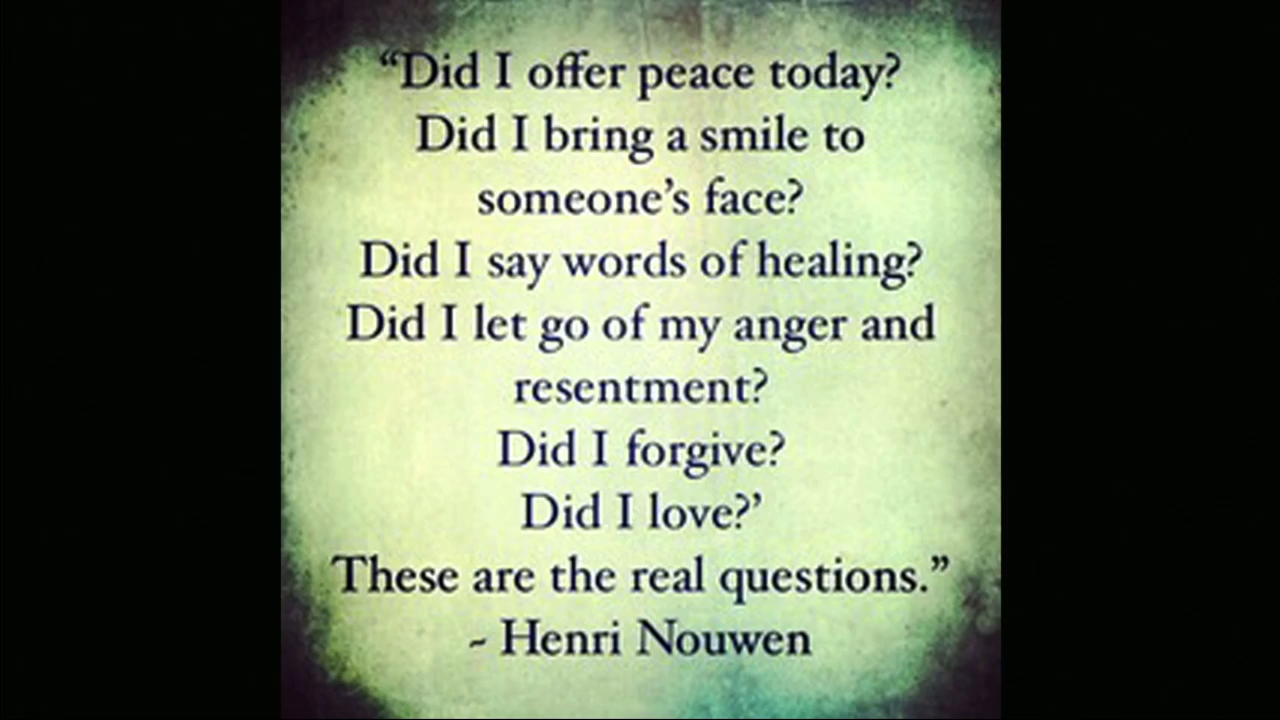 “Did I offer peace today?
Did I bring a smile to
someone’s face?
Did I say words of healing?
Did I let go of my anger and
resentment?
Did I forgive?
Did I love?’
These are the real questions.”
~ Henri Nouwen